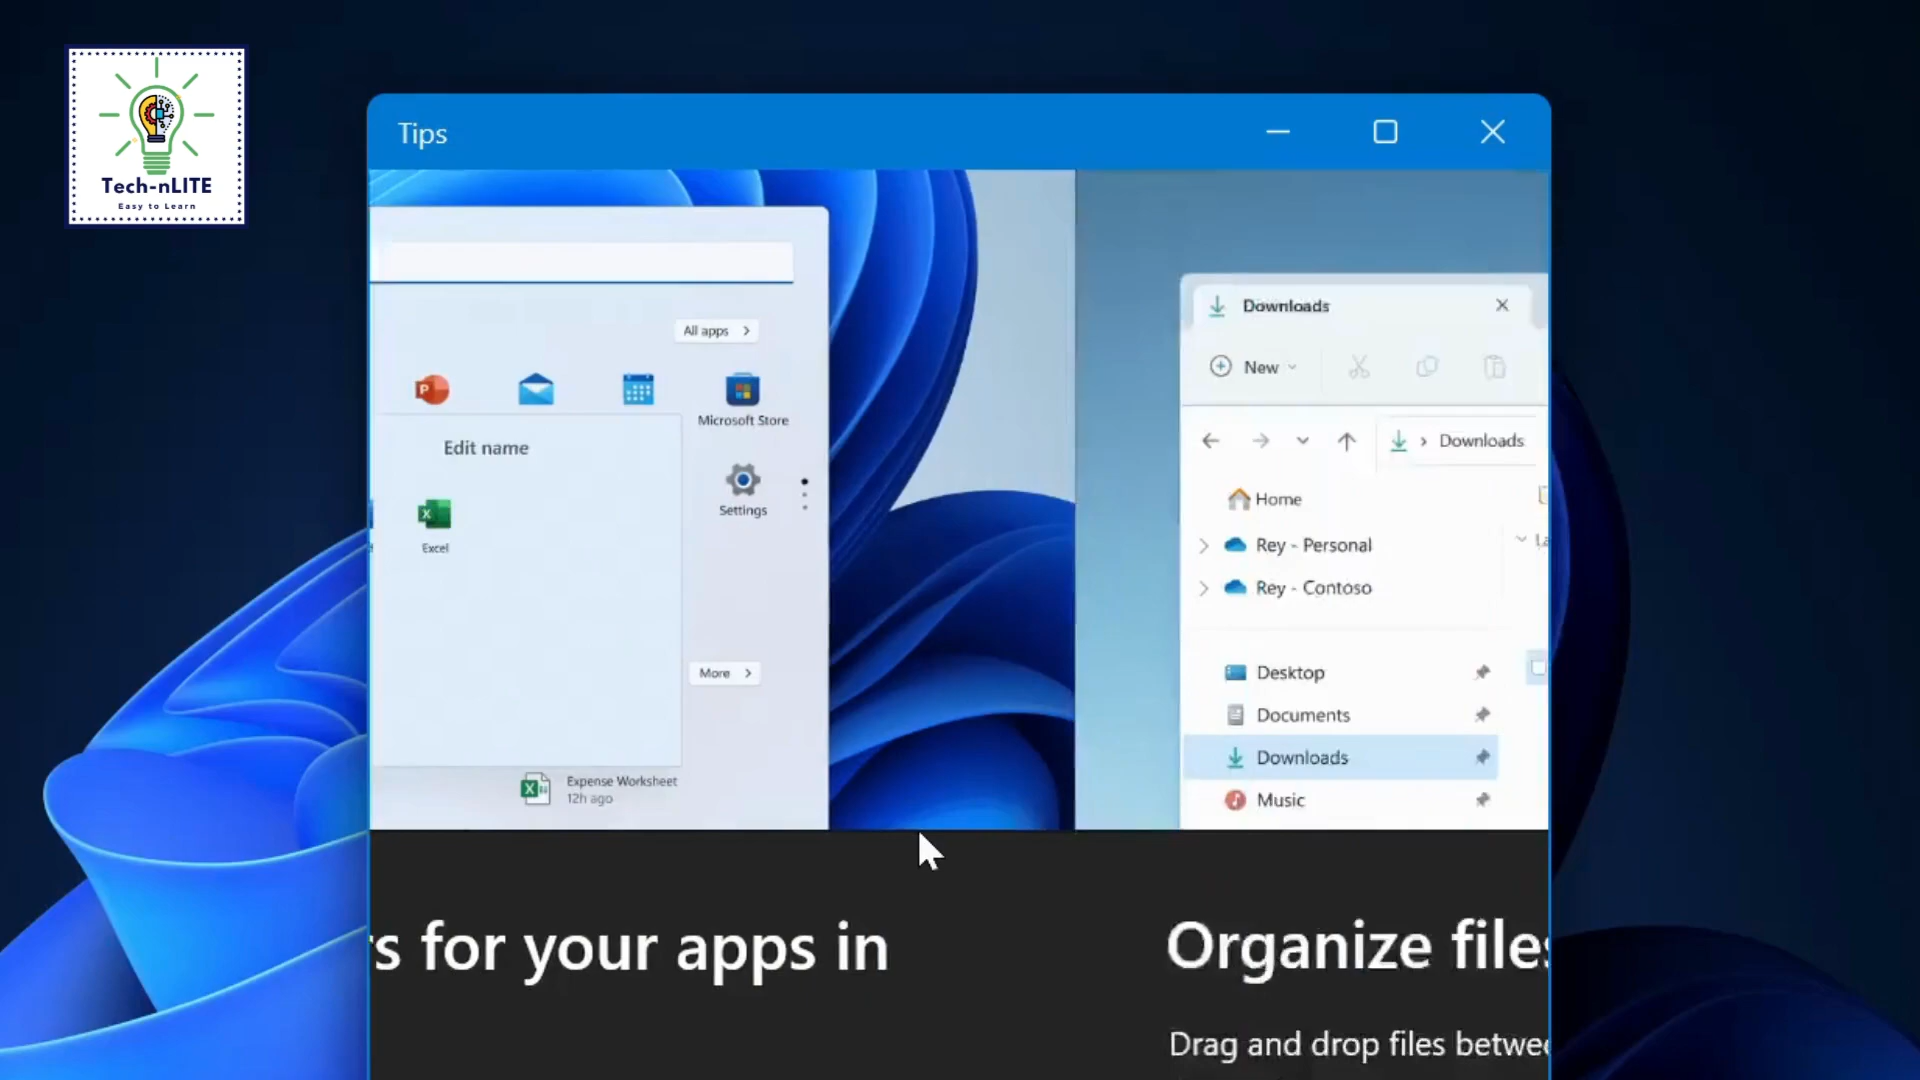 Tech-nLITE
Easy to Learn
Tips
All apps
Microsoft Store
Edit name
Settings
Excel
More
Expense Worksheet
12h ago
Downloads
New
Downloads
Home
Rey - Personal
Rey - Contoso
Desktop
Documents
Downloads
Music
s for your apps in
Organize files
Drag and drop files betwee